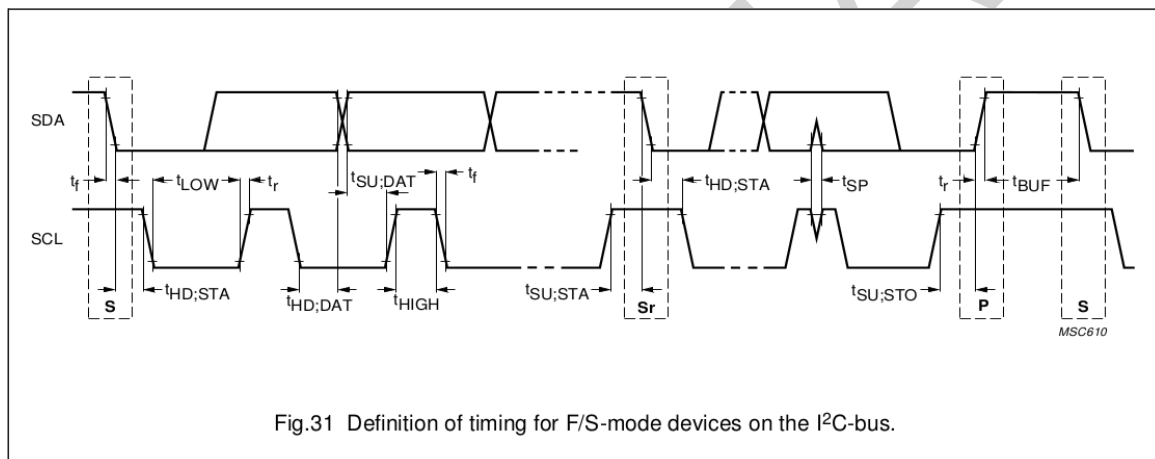 SDA
tf
tLOW
tr
tSU;DAT
tf
tHD;STA
tSP
tr
tBUF
SCL
S
tHD;STA
tHD;DAT
tHIGH
tSU;STA
Sr
tSU;STO
P
S
MSC610
Fig.31 Definition of timing for F/S-mode devices on the I²C-bus.